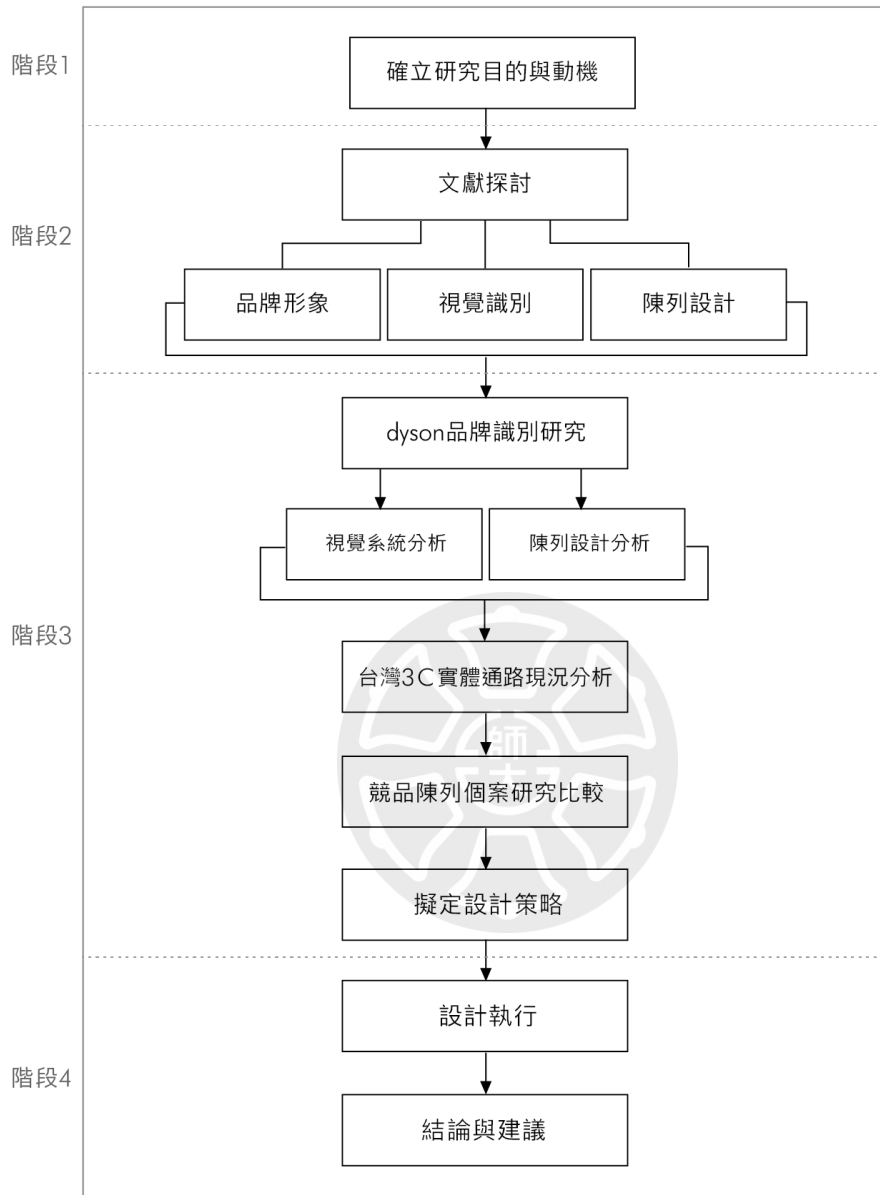 階段1
確立研究目的與動機
階段2
文獻探討
品牌形象
視覺識別
陳列設計
階段3
dyson品牌識別研究
視覺系統分析
陳列設計分析
台灣3C實體通路現況分析
競品陳列個案研究比較
擬定設計策略
階段4
設計執行
結論與建議
師大